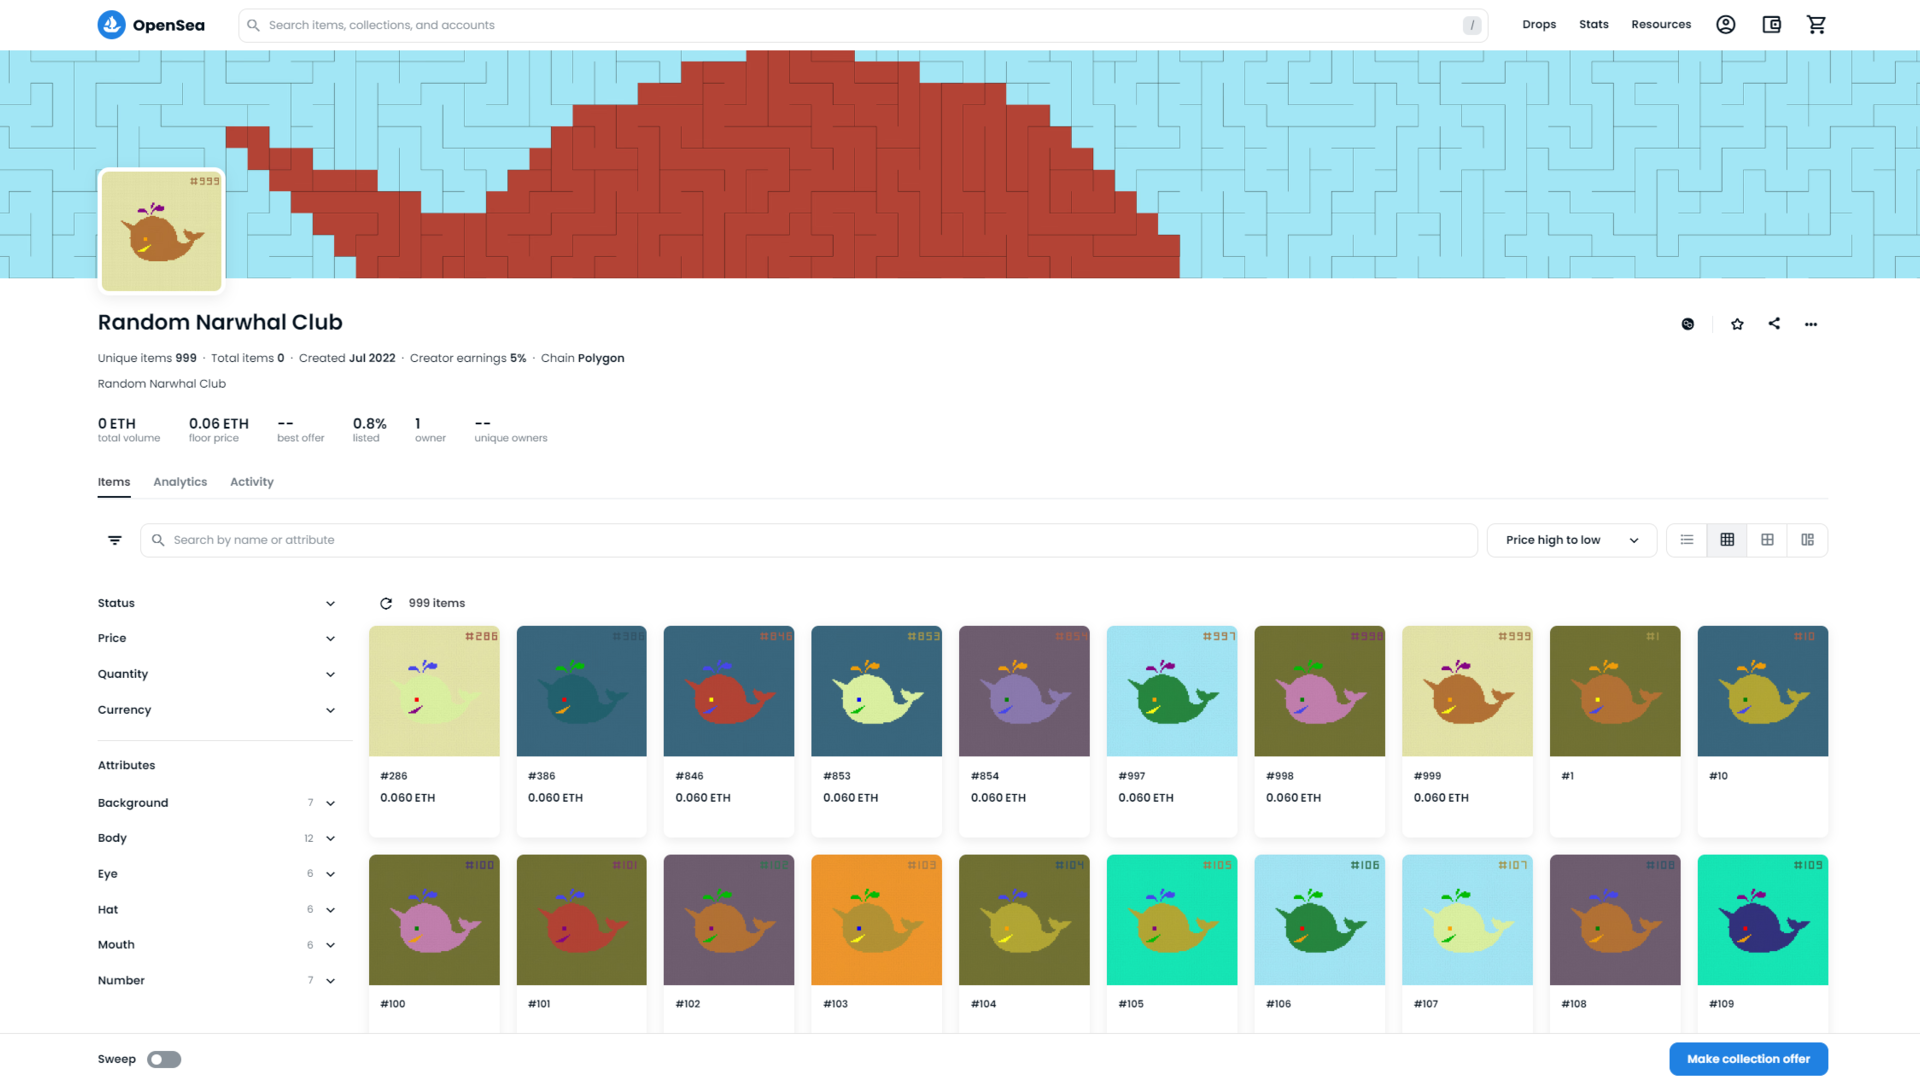 OpenSea
Search items, collections, and accounts
/
Drops
Stats
Resources
#999
Random Narwhal Club
Unique items 999 · Total items 0 · Created Jul 2022 · Creator earnings 5% · Chain Polygon
Random Narwhal Club
0 ETH
total volume
0.06 ETH
floor price
--
best offer
0.8%
listed
1
owner
--
unique owners
Items
Analytics
Activity
Search by name or attribute
Price high to low
Status
Price
Quantity
Currency
Attributes
Background 7
Body 12
Eye 6
Hat 6
Mouth 6
Number 7
999 items
#286
#386
#846
#853
#854
#997
#998
#999
#1
#10
#286
0.060 ETH
#386
0.060 ETH
#846
0.060 ETH
#853
0.060 ETH
#854
0.060 ETH
#997
0.060 ETH
#998
0.060 ETH
#999
0.060 ETH
#1
#10
#100
#101
#102
#103
#104
#105
#106
#107
#108
#109
#100
#101
#102
#103
#104
#105
#106
#107
#108
#109
Sweep
Make collection offer